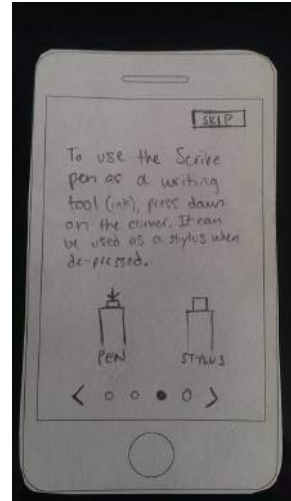 SKIP
To use the Scribe
pen as a writing
tool (ink), press down
on the clicker. It can
be used as a stylus when
de-pressed.
PEN STYLUS